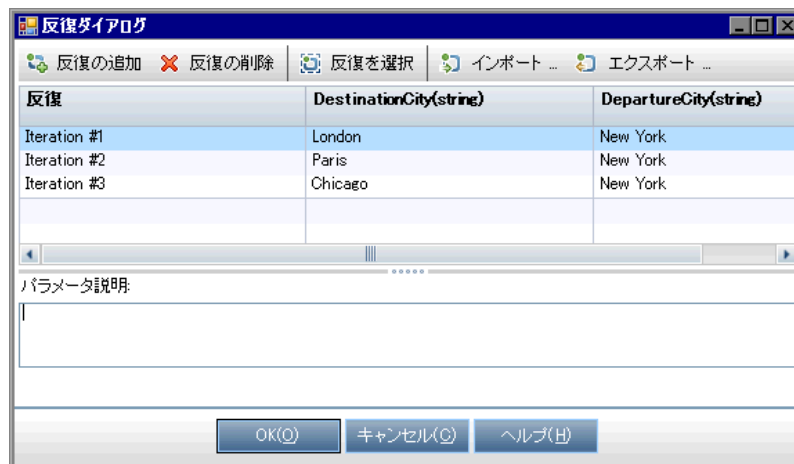 反復ダイアログ
反復の追加 反復の削除 反復を選択 インポート ... エクスポート ...
反復 DestinationCity(string) DepartureCity(string)
Iteration #1 London New York
Iteration #2 Paris New York
Iteration #3 Chicago New York
パラメータ説明:
OK(O) キャンセル(C) ヘルプ(H)